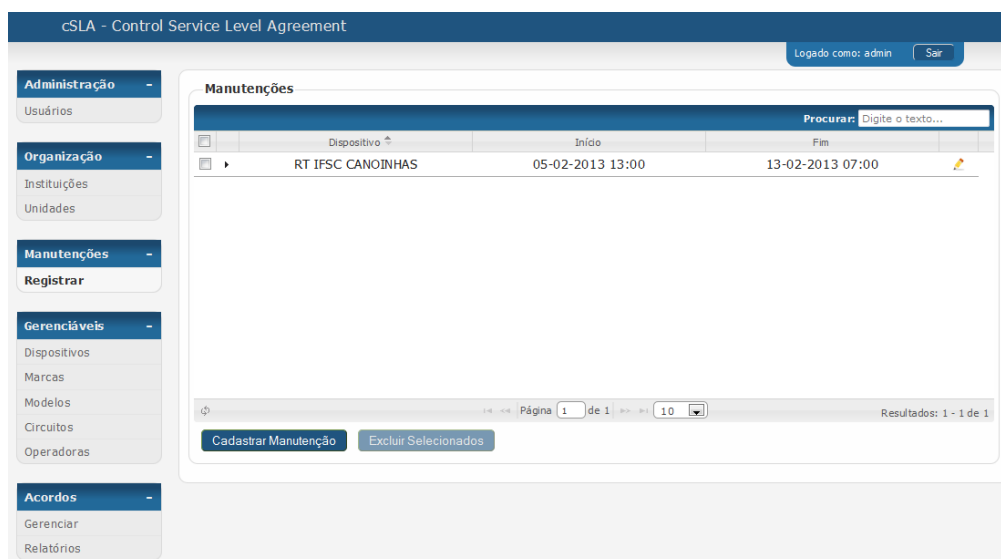 cSLA - Control Service Level Agreement
Logado como: admin Sair
Administração -
Usuários
Organização -
Instituições
Unidades
Manutenções -
Registrar
Gerenciáveis -
Dispositivos
Marcas
Modelos
Circuitos
Operadoras
Acordos -
Gerenciar
Relatórios
Manutenções
Procurar: Digite o texto...
Dispositivo Início Fim
RT IFSC CANOINHAS 05-02-2013 13:00 13-02-2013 07:00
Página 1 de 1 10 Resultados: 1 - 1 de 1
Cadastrar Manutenção Excluir Selecionados